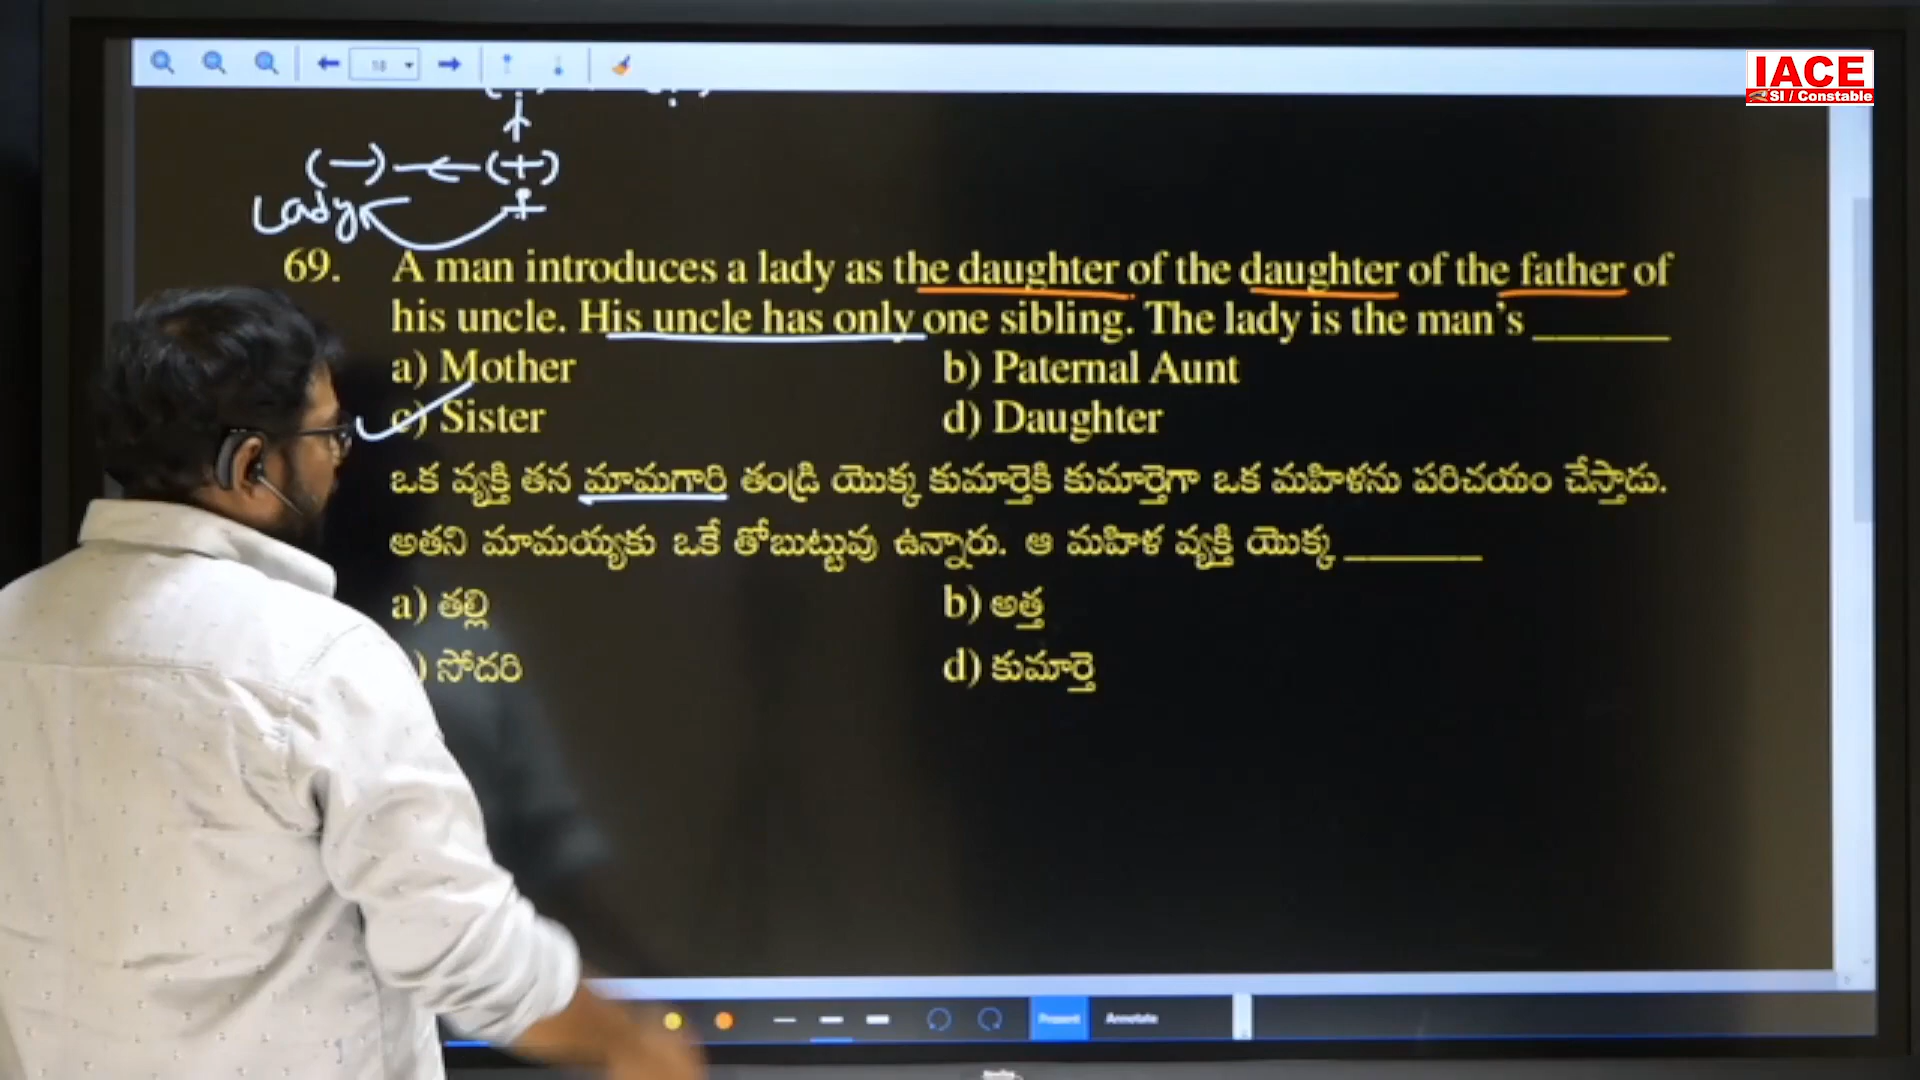 IACE
SI / Constable
18
(—) (+)
Lady
69. A man introduces a lady as the daughter of the daughter of the father of
his uncle. His uncle has only one sibling. The lady is the man's ______
a) Mother b) Paternal Aunt
c) Sister d) Daughter
ఒక వ్యక్తి తన మామగారి తండ్రి యొక్క కుమార్తెకి కుమార్తెగా ఒక మహిళను పరిచయం చేస్తాడు.
అతని మామయ్యకు ఒకే తోబుట్టువు ఉన్నారు. ఆ మహిళ వ్యక్తి యొక్క ______
a) తల్లి b) అత్త
) సోదరి d) కుమార్తె
Present Annotate